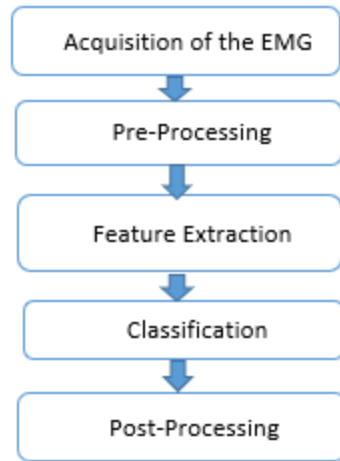 Acquisition of the EMG
Pre-Processing
Feature Extraction
Classification
Post-Processing